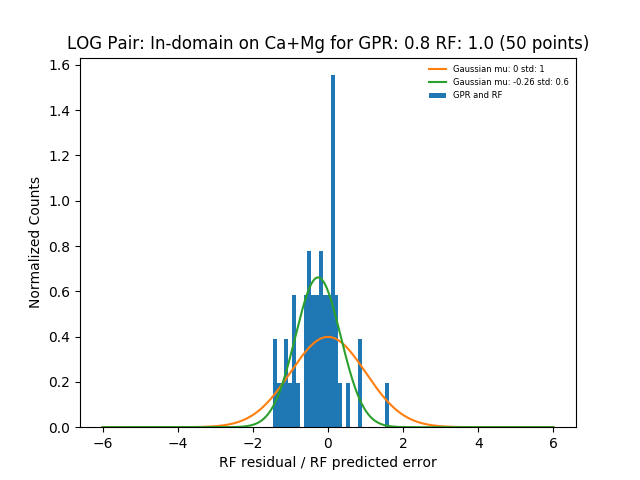 LOG Pair: In-domain on Ca+Mg for GPR: 0.8 RF: 1.0 (50 points)
Gaussian mu: 0 std: 1
Gaussian mu: -0.26 std: 0.6
GPR and RF
Normalized Counts
1.6
1.4
1.2
1.0
0.8
0.6
0.4
0.2
0.0
−6 −4 −2 0 2 4 6
RF residual / RF predicted error